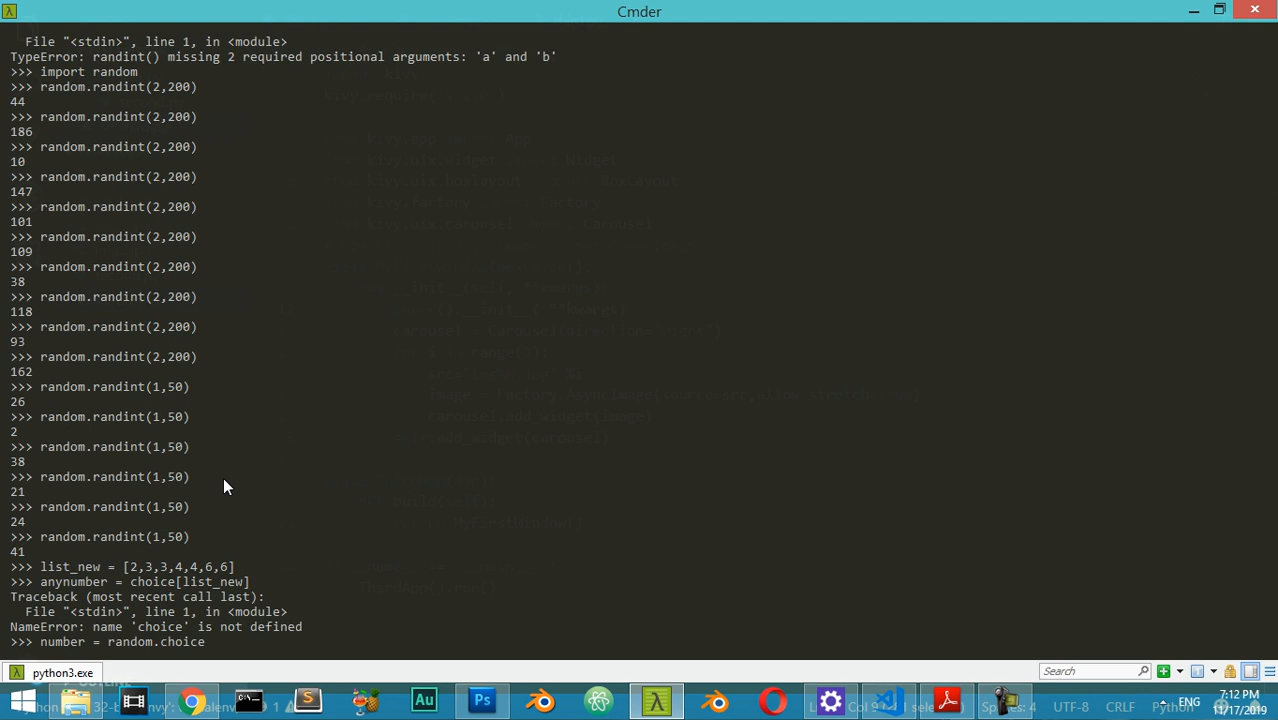 Cmder
File "<stdin>", line 1, in <module>
TypeError: randint() missing 2 required positional arguments: 'a' and 'b'
>>> import random
>>> random.randint(2,200)
44
>>> random.randint(2,200)
186
>>> random.randint(2,200)
10
>>> random.randint(2,200)
147
>>> random.randint(2,200)
101
>>> random.randint(2,200)
109
>>> random.randint(2,200)
38
>>> random.randint(2,200)
118
>>> random.randint(2,200)
93
>>> random.randint(2,200)
162
>>> random.randint(1,50)
26
>>> random.randint(1,50)
2
>>> random.randint(1,50)
38
>>> random.randint(1,50)
21
>>> random.randint(1,50)
24
>>> random.randint(1,50)
41
>>> list_new = [2,3,3,4,4,6,6]
>>> anynumber = choice[list_new]
Traceback (most recent call last):
File "<stdin>", line 1, in <module>
NameError: name 'choice' is not defined
>>> number = random.choice
python3.exe
Search
ENG
7:12 PM
11/17/2019
UTF-8
CRLF
Python